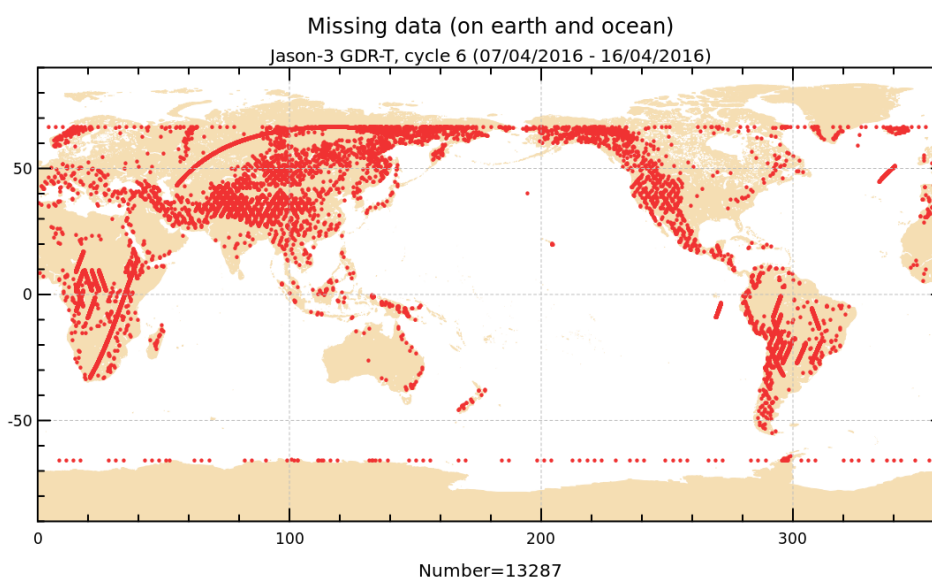 Missing data (on earth and ocean)
Jason-3 GDR-T, cycle 6 (07/04/2016 - 16/04/2016)
50
0
-50
0 100 200 300
Number=13287